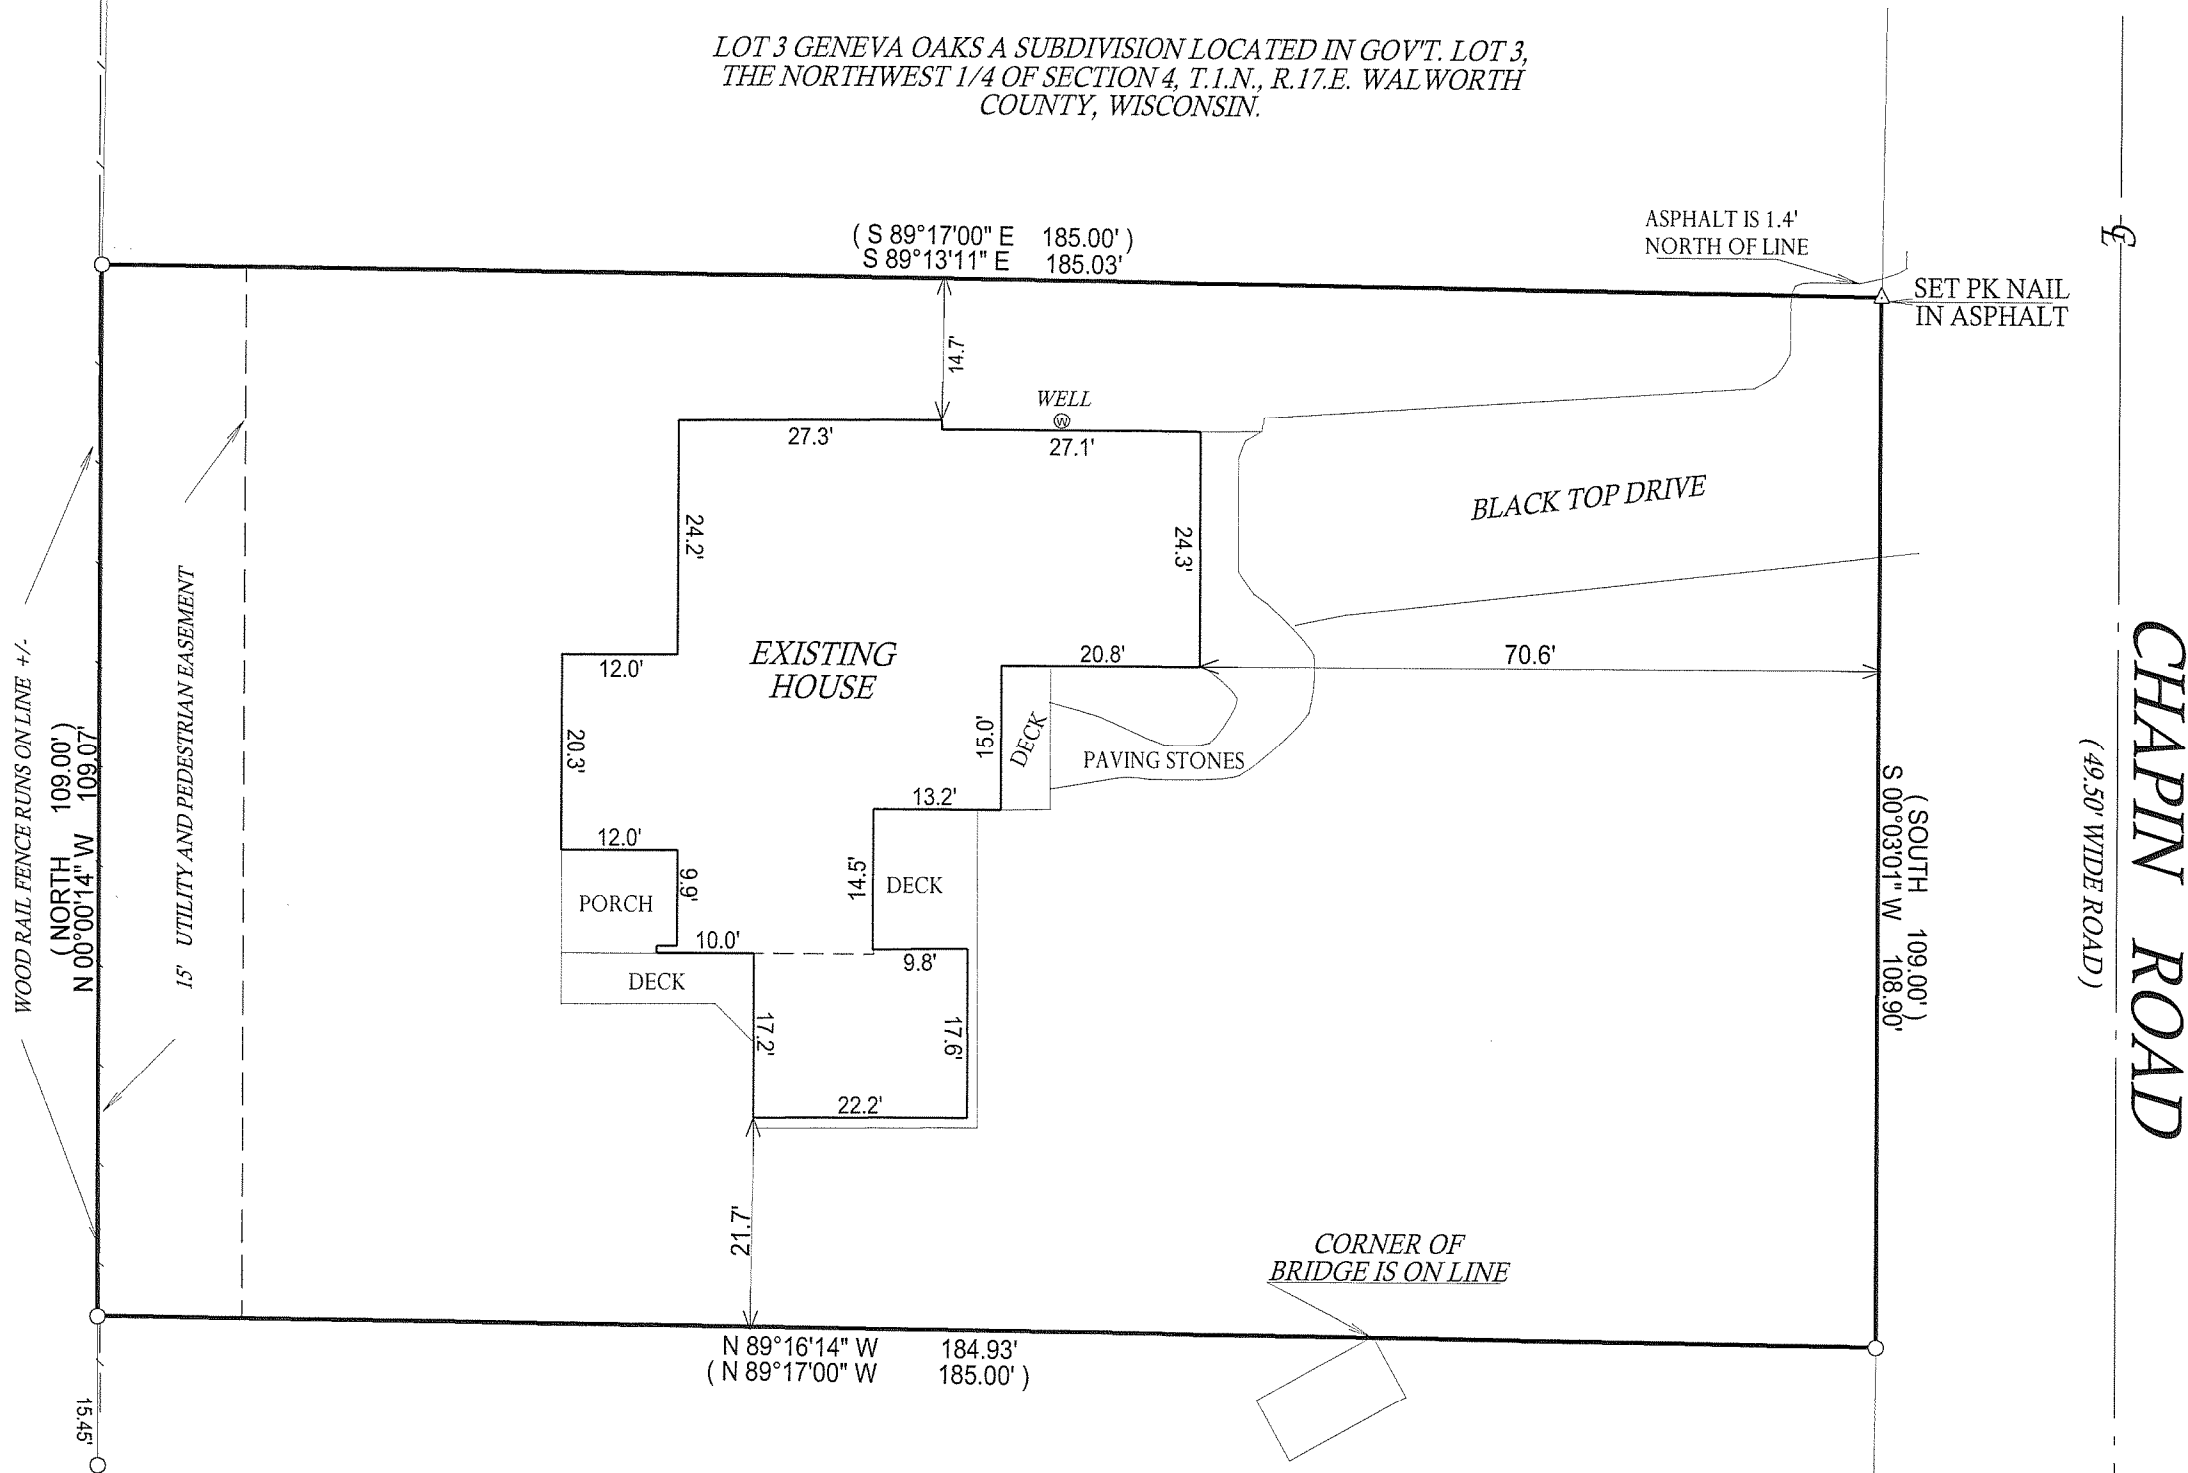 LOT 3 GENEVA OAKS A SUBDIVISION LOCATED IN GOV'T. LOT 3,
THE NORTHWEST 1/4 OF SECTION 4, T.1.N., R.17.E. WALWORTH
COUNTY, WISCONSIN.
( S 89°17'00" E 185.00' )
S 89°13'11" E 185.03'
ASPHALT IS 1.4'
NORTH OF LINE
SET PK NAIL
IN ASPHALT
14.7'
WELL
W
27.3'
27.1'
BLACK TOP DRIVE
24.2'
24.3'
EXISTING
HOUSE
12.0'
20.8'
70.6'
20.3'
15.0'
DECK
PAVING STONES
13.2'
12.0'
9.9'
14.5'
DECK
PORCH
10.0'
9.8'
DECK
17.2'
17.6'
22.2'
21.7'
CORNER OF
BRIDGE IS ON LINE
N 89°16'14" W 184.93'
( N 89°17'00" W 185.00' )
15.45'
WOOD RAIL FENCE RUNS ON LINE +/-
( NORTH 109.00' )
N 00°00'14" W 109.07'
15' UTILITY AND PEDESTRIAN EASEMENT
( SOUTH 109.00' )
S 00°03'01" W 108.90'
CL
CHAPIN ROAD
( 49.50' WIDE ROAD )